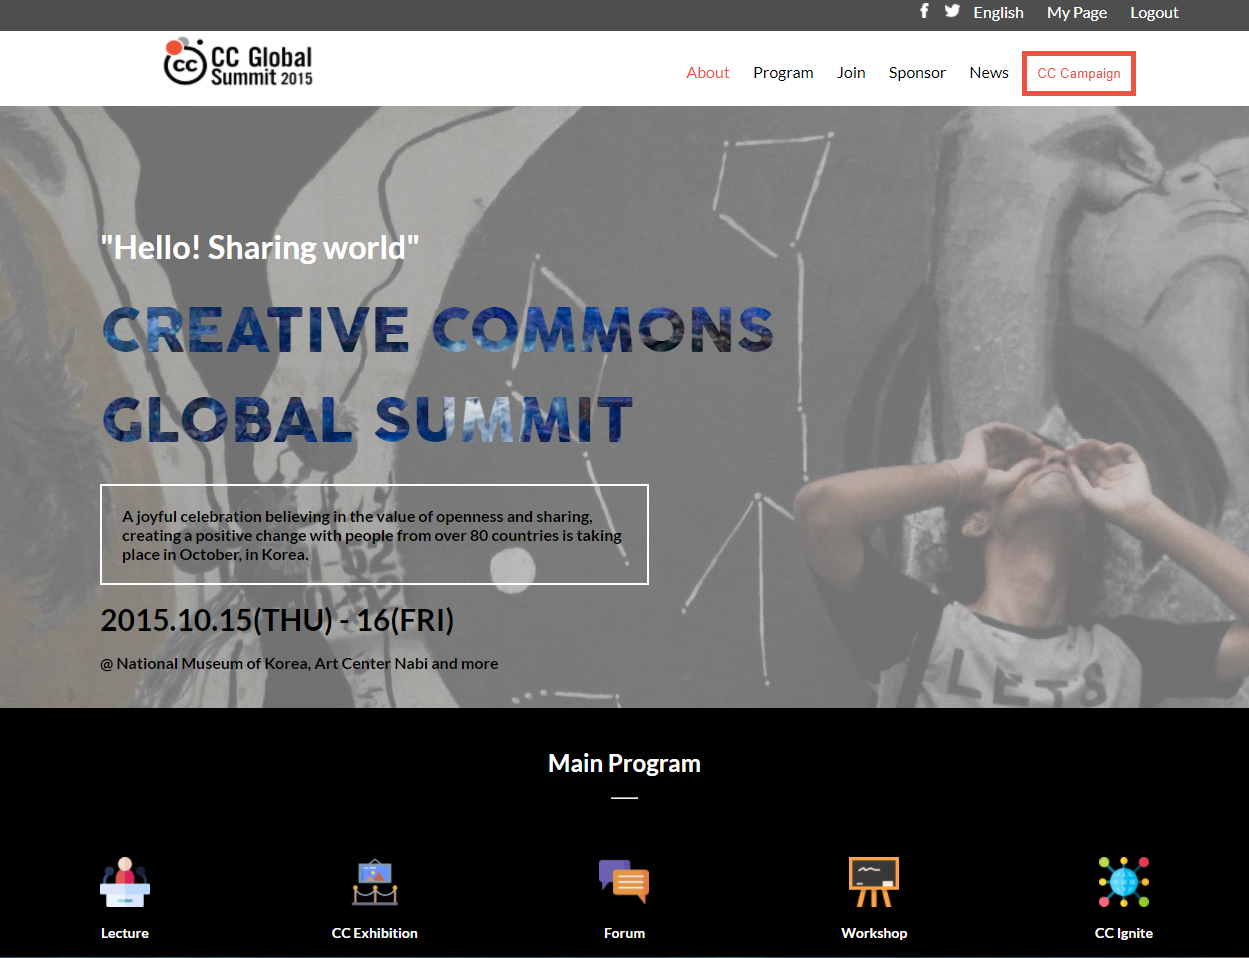 English My Page Logout
CC Global
Summit 2015
About Program Join Sponsor News CC Campaign
"Hello! Sharing world"
CREATIVE COMMONS
GLOBAL SUMMIT
A joyful celebration believing in the value of openness and sharing,
creating a positive change with people from over 80 countries is taking
place in October, in Korea.
2015.10.15(THU) - 16(FRI)
@ National Museum of Korea, Art Center Nabi and more
LETS
Main Program
Lecture CC Exhibition Forum Workshop CC Ignite